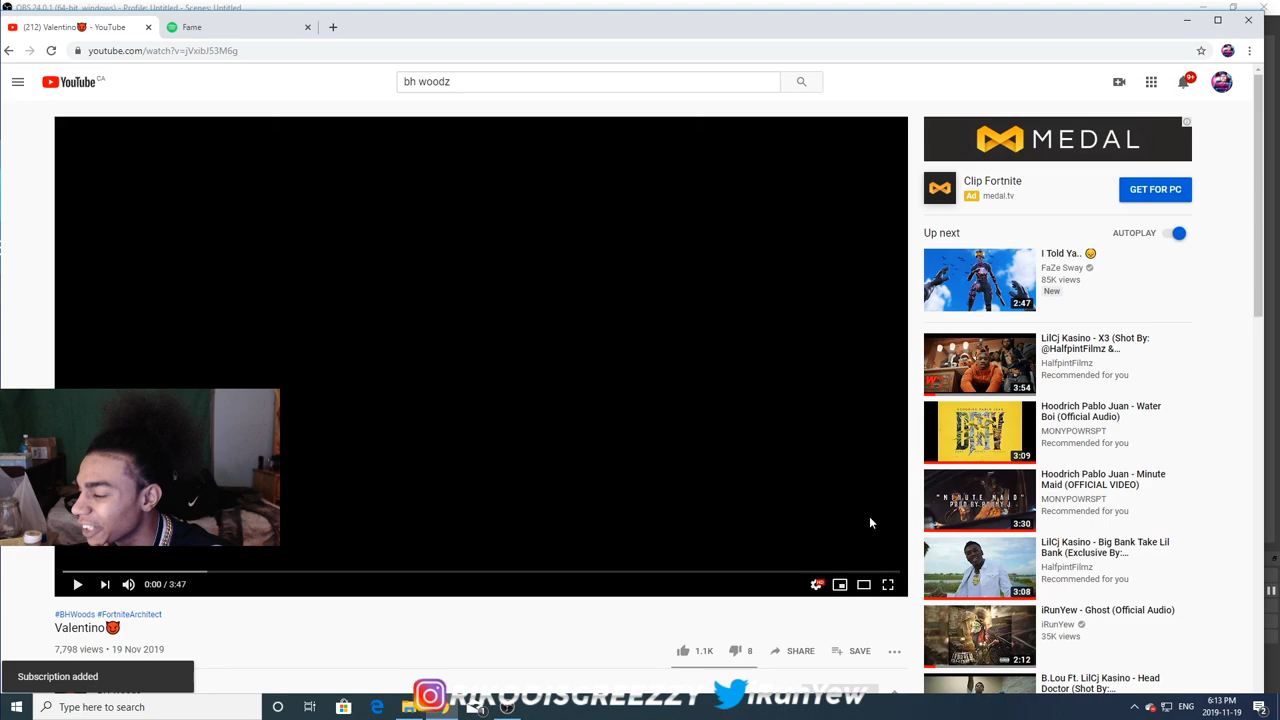 OBS 24.0.1 (64-bit, windows) - Profile: Untitled - Scenes: Untitled
(212) Valentino😈 - YouTube
Fame
youtube.com/watch?v=jVxibJ53M6g
YouTube CA
bh woodz
9+
MEDAL
Clip Fortnite
Ad medal.tv
GET FOR PC
Up next
AUTOPLAY
I Told Ya.. 😔
FaZe Sway
85K views
New
2:47
LilCj Kasino - X3 (Shot By: @HalfpintFilmz &...
HalfpintFilmz
Recommended for you
3:54
Hoodrich Pablo Juan - Water Boi (Official Audio)
MONYPOWRSPT
Recommended for you
3:09
Hoodrich Pablo Juan - Minute Maid (OFFICIAL VIDEO)
MONYPOWRSPT
Recommended for you
"MINUTE MAID"
3:30
LilCj Kasino - Big Bank Take Lil Bank (Exclusive By:...
HalfpintFilmz
Recommended for you
3:08
iRunYew - Ghost (Official Audio)
iRunYew
35K views
2:12
B.Lou Ft. LilCj Kasino - Head Doctor (Shot By:
0:00 / 3:47
HD
#BHWoods #FortniteArchitect
Valentino😈
7,798 views • 19 Nov 2019
1.1K
8
SHARE
SAVE
Subscription added
iRunYew
Type here to search
6:13 PM
2019-11-19
2